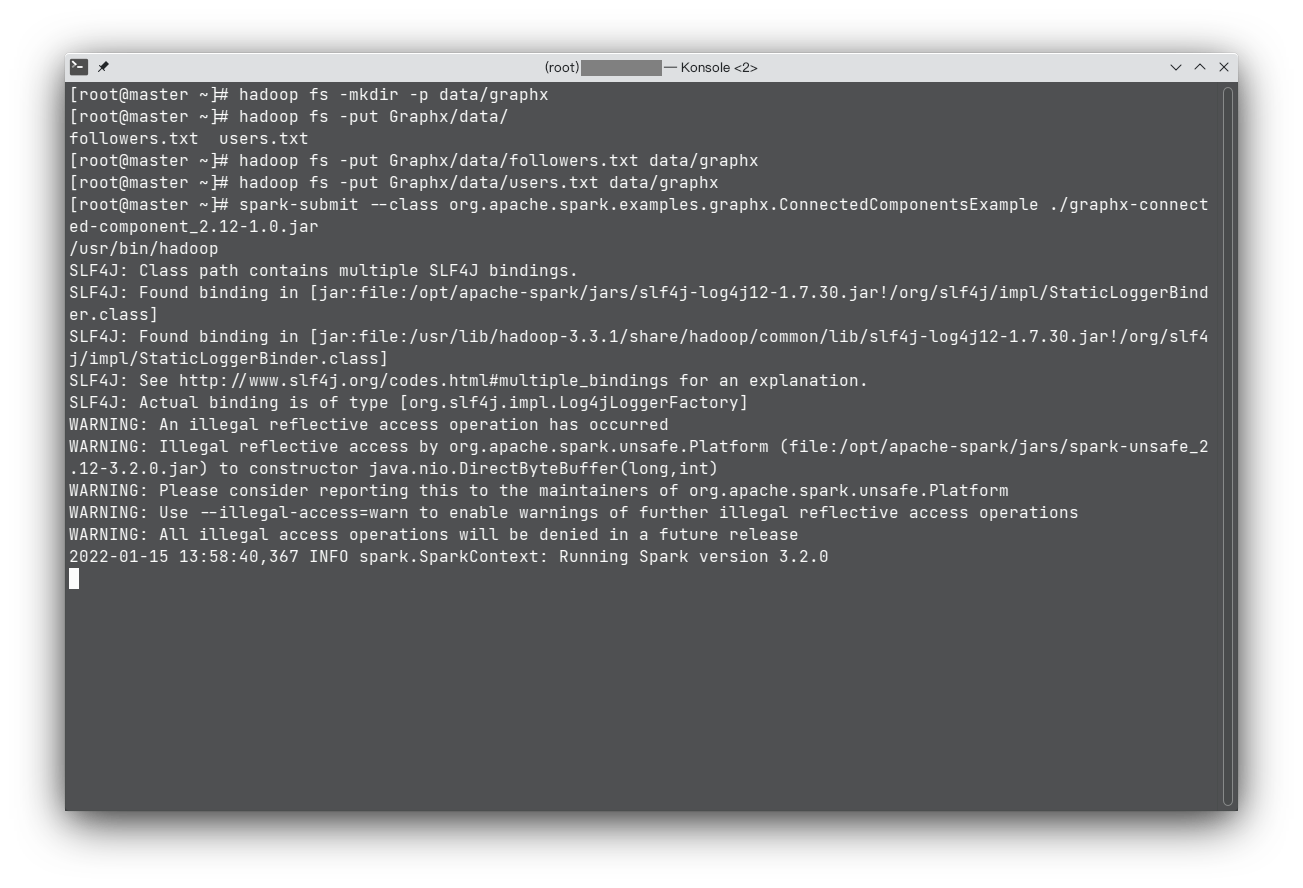 (root) — Konsole <2>
[root@master ~]# hadoop fs -mkdir -p data/graphx
[root@master ~]# hadoop fs -put Graphx/data/
followers.txt  users.txt
[root@master ~]# hadoop fs -put Graphx/data/followers.txt data/graphx
[root@master ~]# hadoop fs -put Graphx/data/users.txt data/graphx
[root@master ~]# spark-submit --class org.apache.spark.examples.graphx.ConnectedComponentsExample ./graphx-connect
ed-component_2.12-1.0.jar
/usr/bin/hadoop
SLF4J: Class path contains multiple SLF4J bindings.
SLF4J: Found binding in [jar:file:/opt/apache-spark/jars/slf4j-log4j12-1.7.30.jar!/org/slf4j/impl/StaticLoggerBind
er.class]
SLF4J: Found binding in [jar:file:/usr/lib/hadoop-3.3.1/share/hadoop/common/lib/slf4j-log4j12-1.7.30.jar!/org/slf4
j/impl/StaticLoggerBinder.class]
SLF4J: See http://www.slf4j.org/codes.html#multiple_bindings for an explanation.
SLF4J: Actual binding is of type [org.slf4j.impl.Log4jLoggerFactory]
WARNING: An illegal reflective access operation has occurred
WARNING: Illegal reflective access by org.apache.spark.unsafe.Platform (file:/opt/apache-spark/jars/spark-unsafe_2
.12-3.2.0.jar) to constructor java.nio.DirectByteBuffer(long,int)
WARNING: Please consider reporting this to the maintainers of org.apache.spark.unsafe.Platform
WARNING: Use --illegal-access=warn to enable warnings of further illegal reflective access operations
WARNING: All illegal access operations will be denied in a future release
2022-01-15 13:58:40,367 INFO spark.SparkContext: Running Spark version 3.2.0